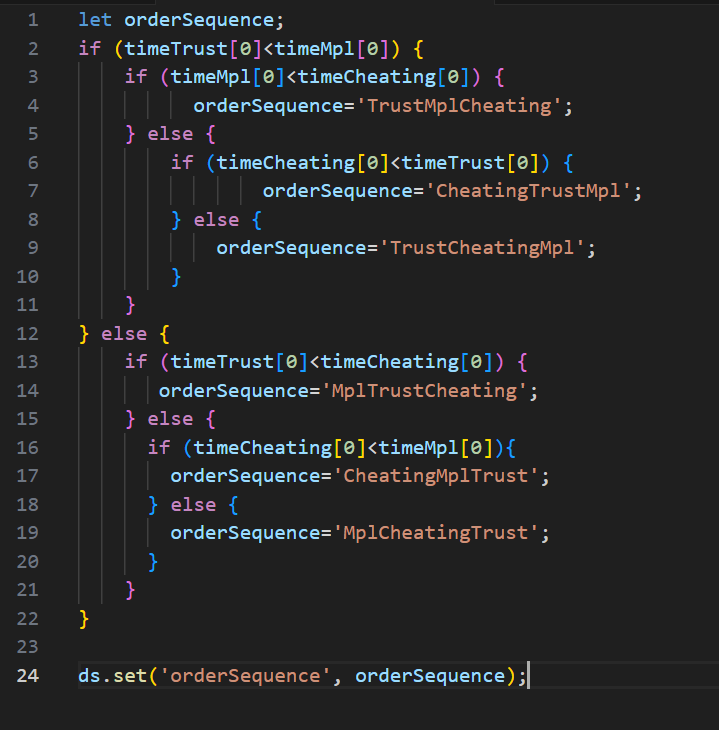 1 let orderSequence;
2 if (timeTrust[0]<timeMpl[0]) {
3 if (timeMpl[0]<timeCheating[0]) {
4 orderSequence='TrustMplCheating';
5 } else {
6 if (timeCheating[0]<timeTrust[0]) {
7 orderSequence='CheatingTrustMpl';
8 } else {
9 orderSequence='TrustCheatingMpl';
10 }
11 }
12 } else {
13 if (timeTrust[0]<timeCheating[0]) {
14 orderSequence='MplTrustCheating';
15 } else {
16 if (timeCheating[0]<timeMpl[0]){
17 orderSequence='CheatingMplTrust';
18 } else {
19 orderSequence='MplCheatingTrust';
20 }
21 }
22 }
23
24 ds.set('orderSequence', orderSequence);